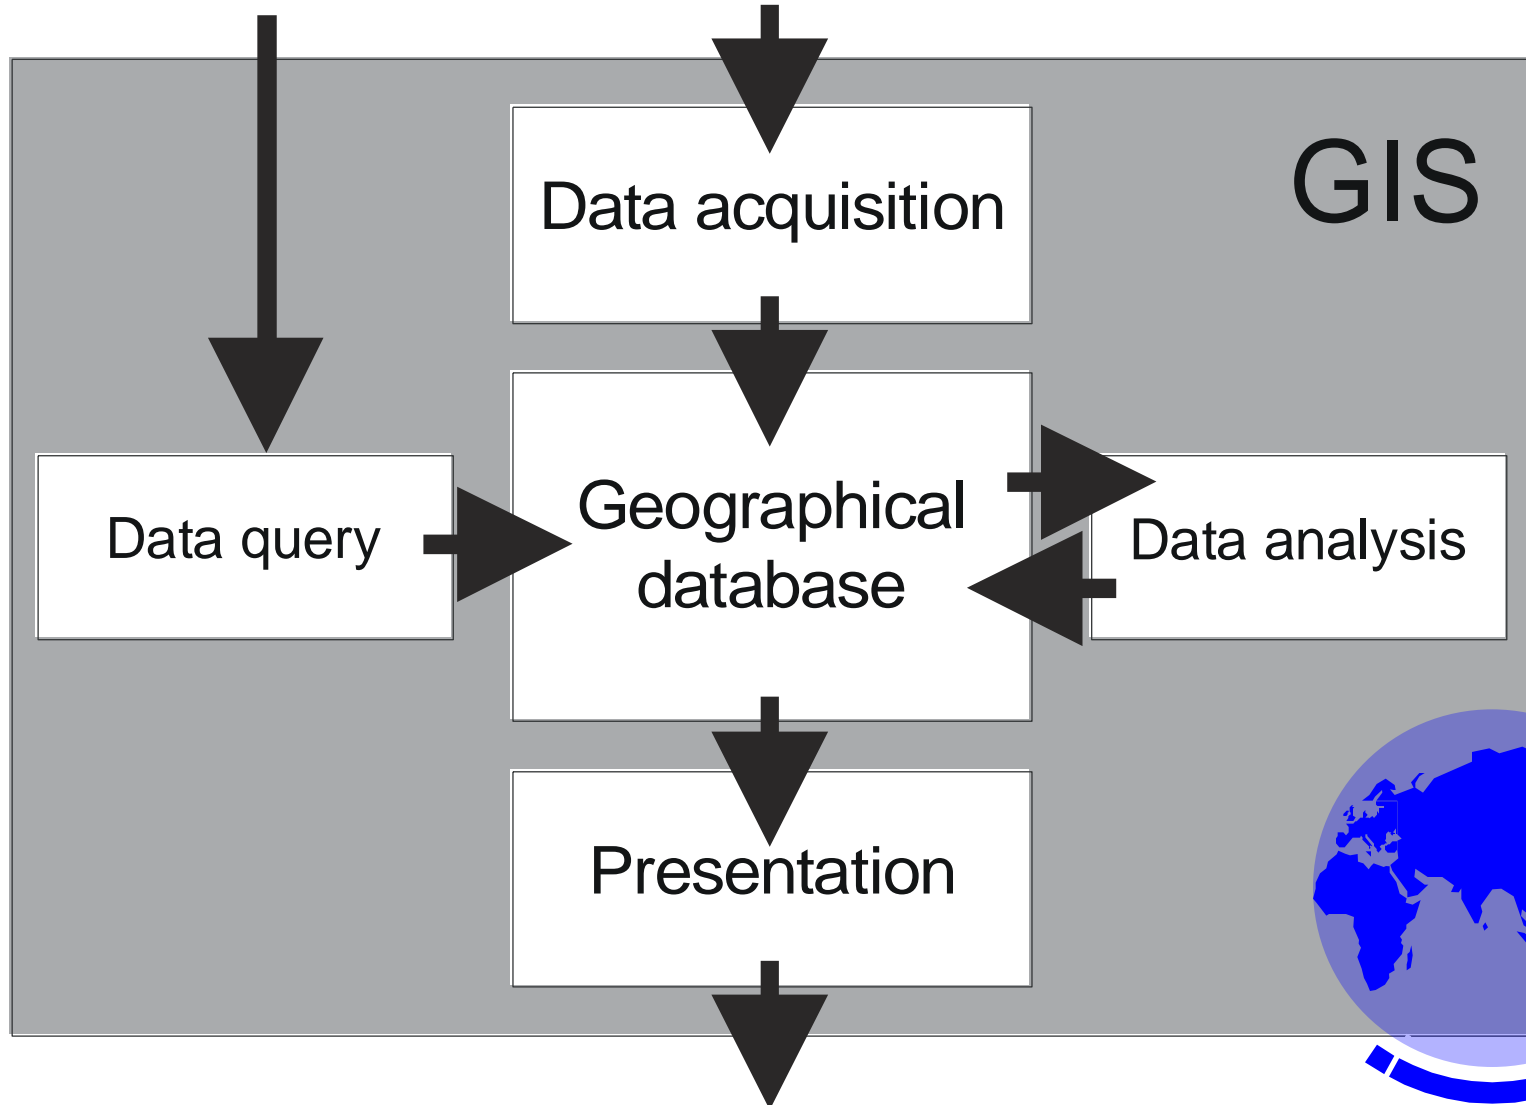 GIS
Data acquisition
Data query
Geographical
database
Data analysis
Presentation